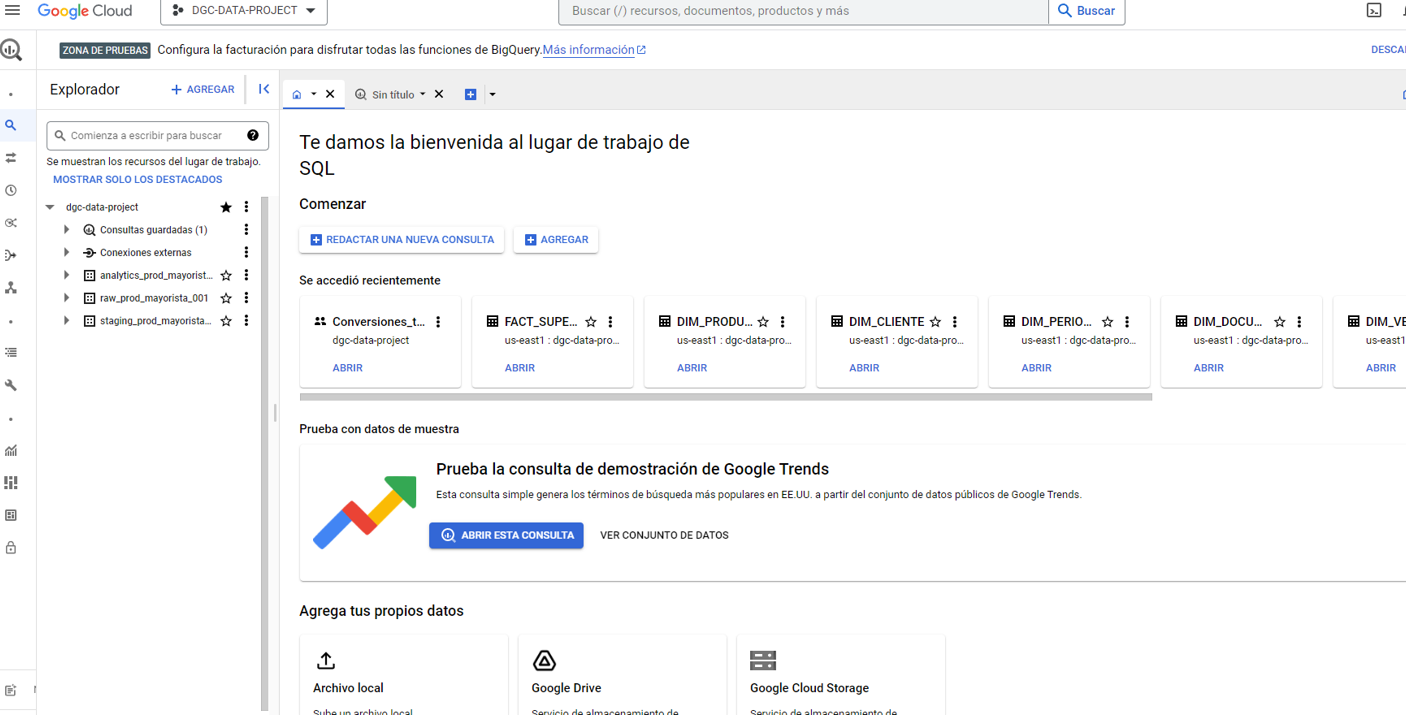 Google Cloud
DGC-DATA-PROJECT
Buscar (/) recursos, documentos, productos y más
Buscar
ZONA DE PRUEBAS
Configura la facturación para disfrutar todas las funciones de BigQuery.Más información
DESCA
Explorador
AGREGAR
Sin título
Comienza a escribir para buscar
Se muestran los recursos del lugar de trabajo.
MOSTRAR SOLO LOS DESTACADOS
dgc-data-project
Consultas guardadas (1)
Conexiones externas
analytics_prod_mayorist...
raw_prod_mayorista_001
staging_prod_mayorista...
Te damos la bienvenida al lugar de trabajo de
SQL
Comenzar
REDACTAR UNA NUEVA CONSULTA
AGREGAR
Se accedió recientemente
Conversiones_t...
dgc-data-project
ABRIR
FACT_SUPE...
us-east1 : dgc-data-pro...
ABRIR
DIM_PRODU...
us-east1 : dgc-data-pro...
ABRIR
DIM_CLIENTE
us-east1 : dgc-data-pro...
ABRIR
DIM_PERIO...
us-east1 : dgc-data-pro...
ABRIR
DIM_DOCU...
us-east1 : dgc-data-pro...
ABRIR
DIM_VE
us-east1
ABRIR
Prueba con datos de muestra
Prueba la consulta de demostración de Google Trends
Esta consulta simple genera los términos de búsqueda más populares en EE.UU. a partir del conjunto de datos públicos de Google Trends.
ABRIR ESTA CONSULTA
VER CONJUNTO DE DATOS
Agrega tus propios datos
Archivo local
Sube un archivo local
Google Drive
Servicio de almacenamiento de
Google Cloud Storage
Servicio de almacenamiento de